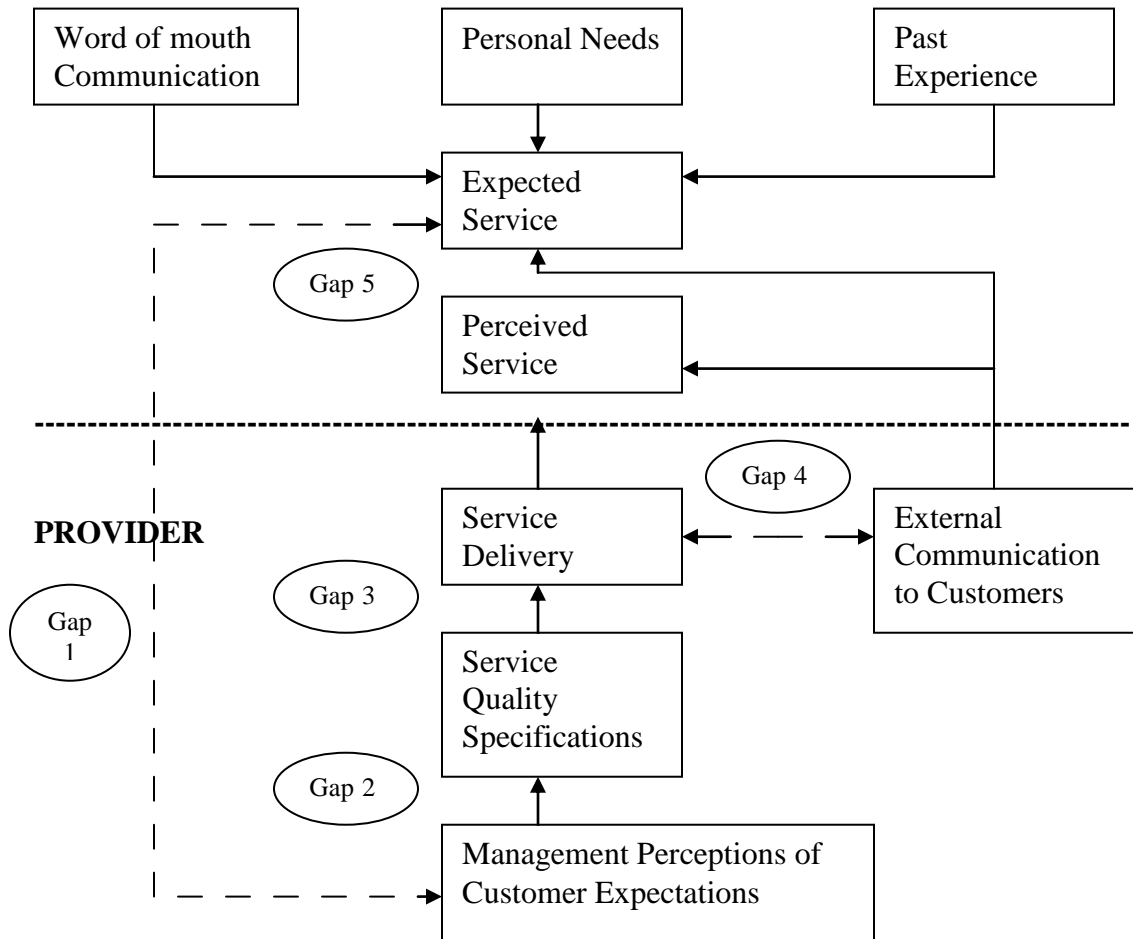 Word of mouth
Communication
Personal Needs
Past
Experience
Expected
Service
Gap 5
Perceived
Service
Gap 4
PROVIDER
Service
Delivery
External
Communication
to Customers
Gap 3
Gap
1
Service
Quality
Specifications
Gap 2
Management Perceptions of
Customer Expectations